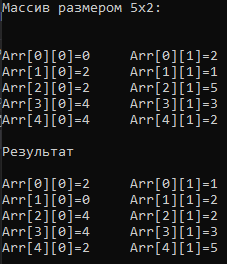 Массив размером 5x2:
Arr[0][0]=0 Arr[0][1]=2
Arr[1][0]=2 Arr[1][1]=1
Arr[2][0]=2 Arr[2][1]=5
Arr[3][0]=4 Arr[3][1]=3
Arr[4][0]=4 Arr[4][1]=2
Результат
Arr[0][0]=2 Arr[0][1]=1
Arr[1][0]=0 Arr[1][1]=2
Arr[2][0]=4 Arr[2][1]=2
Arr[3][0]=4 Arr[3][1]=3
Arr[4][0]=2 Arr[4][1]=5